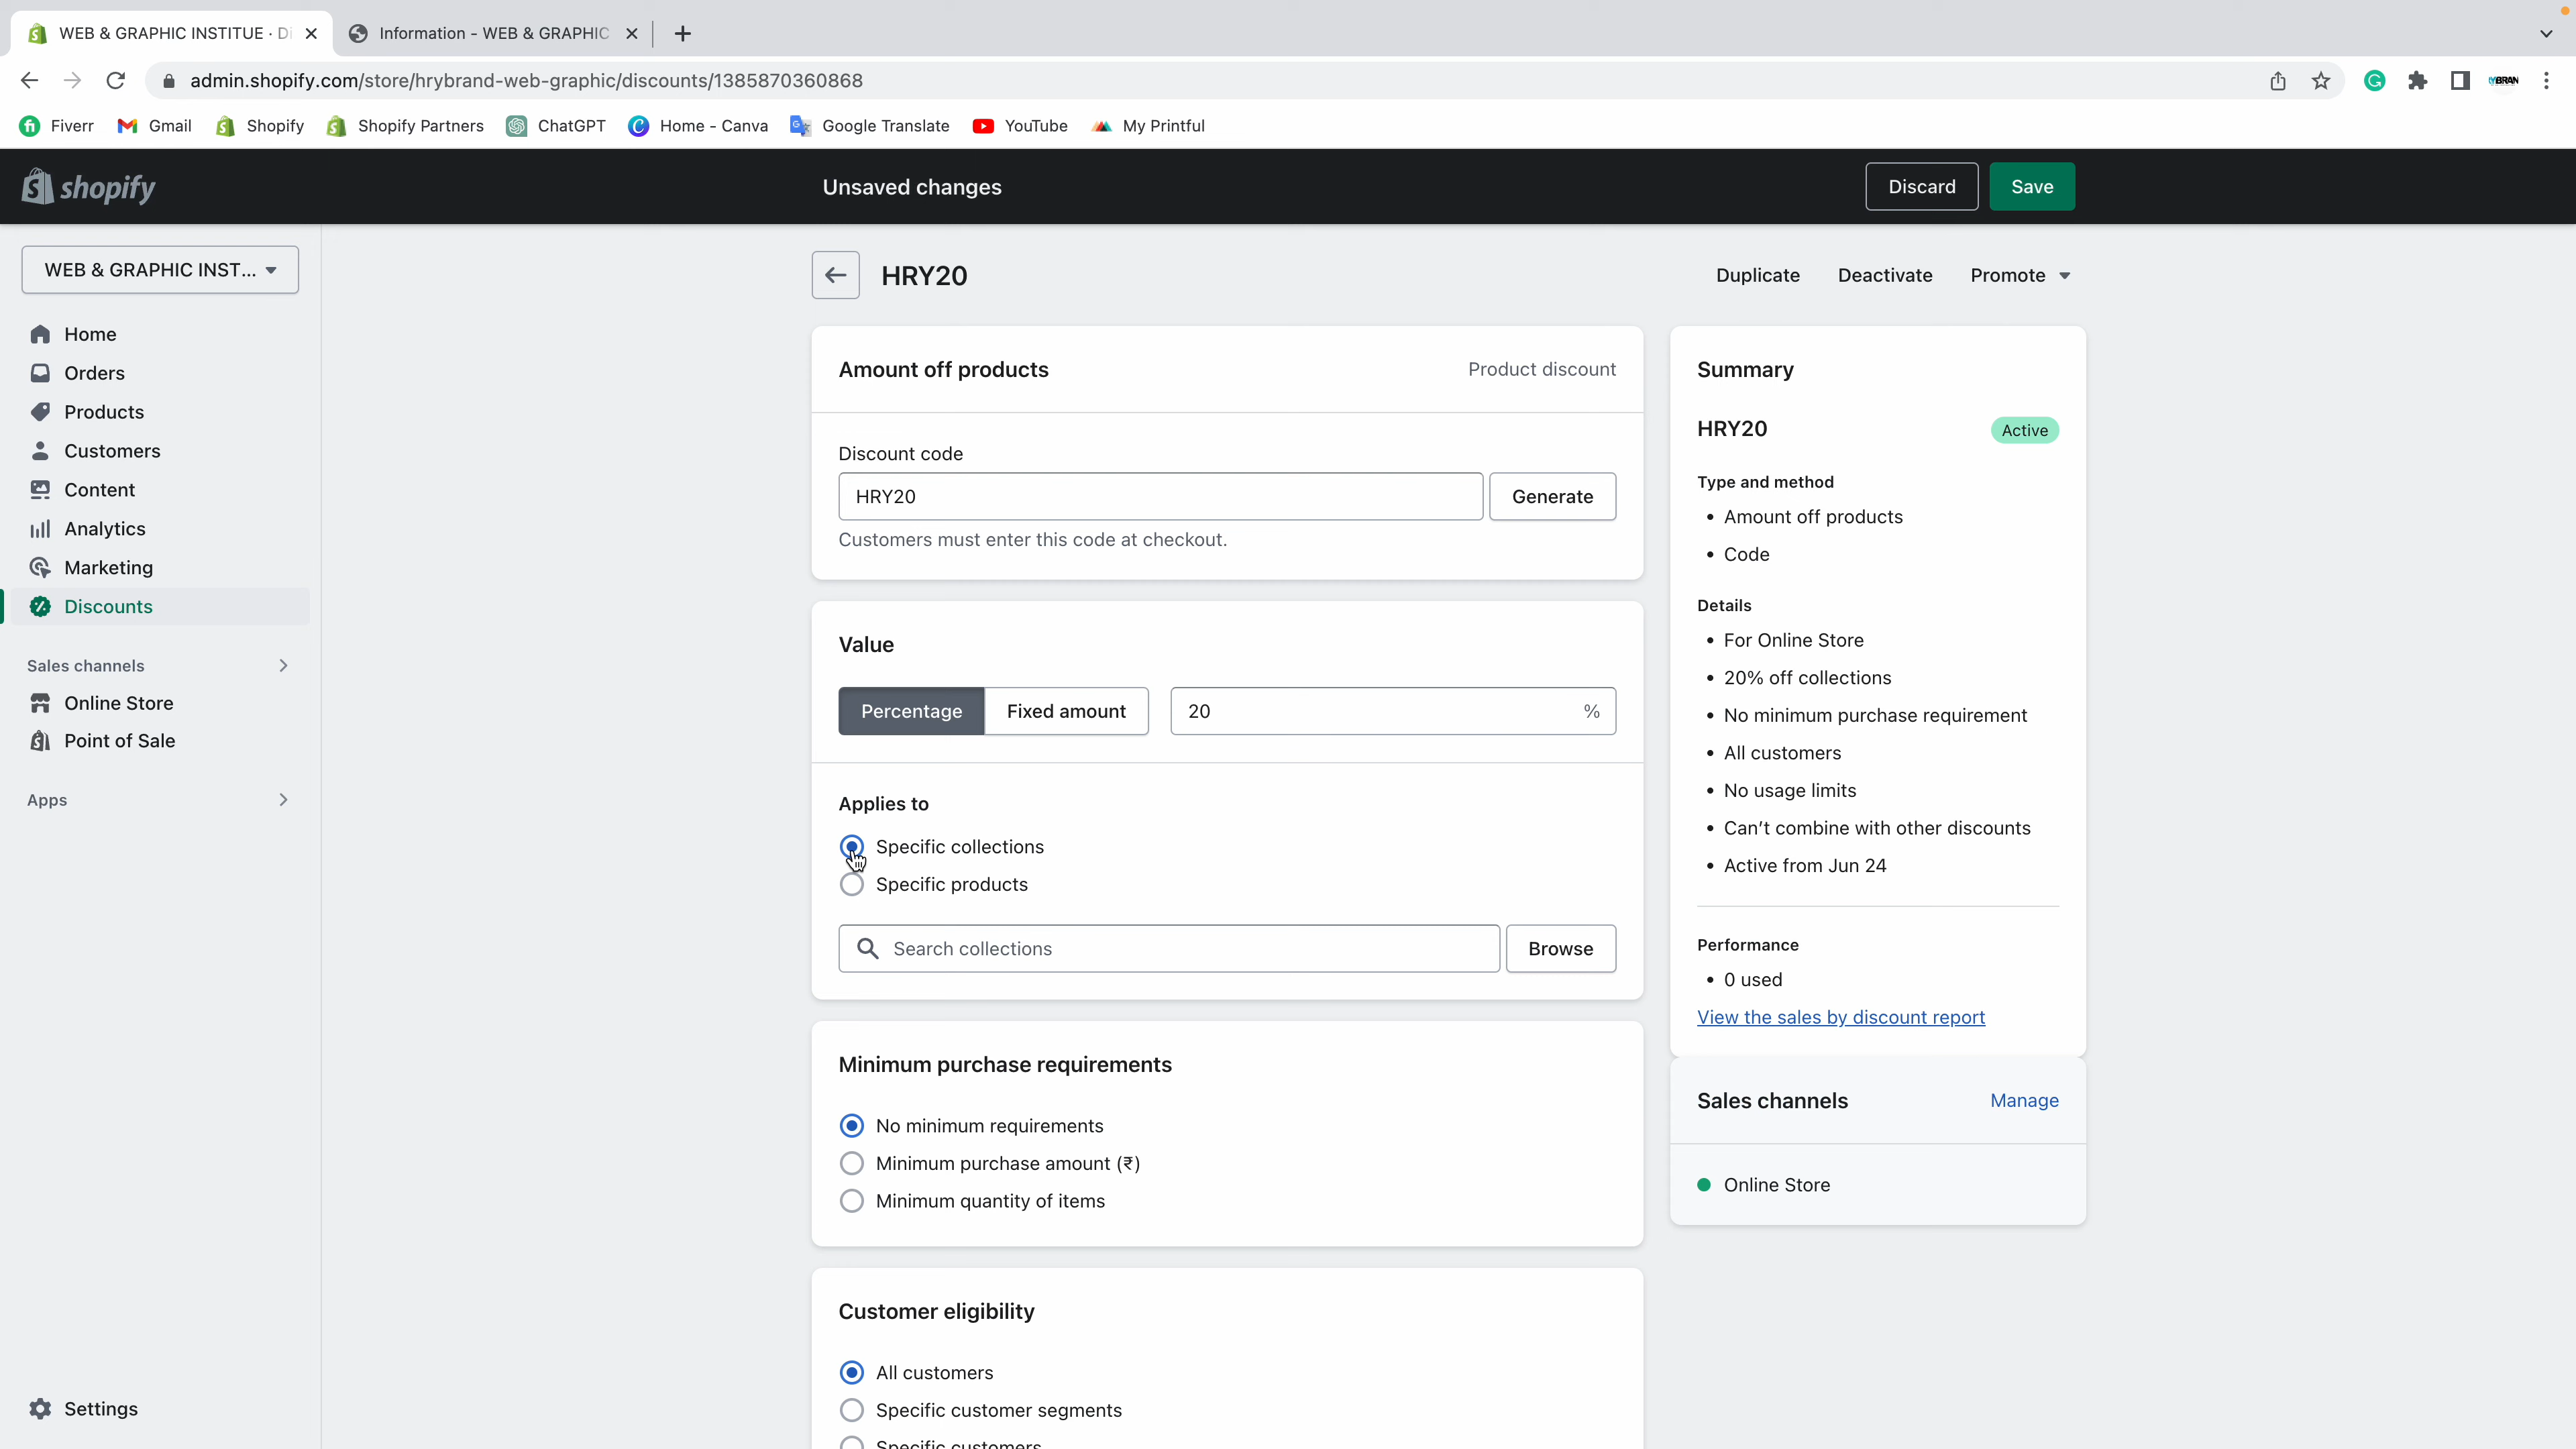 WEB & GRAPHIC INSTITUE · Di
Information - WEB & GRAPHIC
admin.shopify.com/store/hrybrand-web-graphic/discounts/1385870360868
Fiverr
Gmail
Shopify
Shopify Partners
ChatGPT
Home - Canva
Google Translate
YouTube
My Printful
shopify
Unsaved changes
Discard
Save
WEB & GRAPHIC INST...
Home
Orders
Products
Customers
Content
Analytics
Marketing
Discounts
Sales channels
Online Store
Point of Sale
Apps
Settings
HRY20
Duplicate
Deactivate
Promote
Amount off products
Product discount
Discount code
HRY20
Generate
Customers must enter this code at checkout.
Value
Percentage
Fixed amount
20
%
Applies to
Specific collections
Specific products
Search collections
Browse
Minimum purchase requirements
No minimum requirements
Minimum purchase amount (₹)
Minimum quantity of items
Customer eligibility
All customers
Specific customer segments
Specific customers
Summary
HRY20
Active
Type and method
• Amount off products
• Code
Details
• For Online Store
• 20% off collections
• No minimum purchase requirement
• All customers
• No usage limits
• Can't combine with other discounts
• Active from Jun 24
Performance
• 0 used
View the sales by discount report
Sales channels
Manage
Online Store